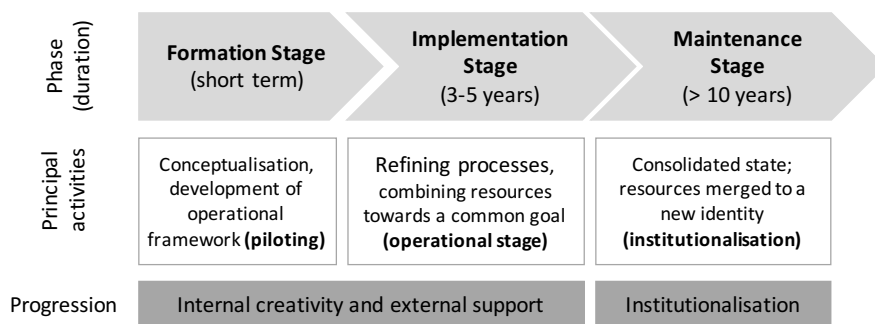 Phase
(duration)
Formation Stage
(short term)
Implementation
Stage
(3-5 years)
Maintenance
Stage
(> 10 years)
Principal
activities
Conceptualisation,
development of
operational
framework (piloting)
Refining processes,
combining resources
towards a common goal
(operational stage)
Consolidated state;
resources merged to
a new identity
(institutionalisation)
Progression
Internal creativity and external support
Institutionalisation